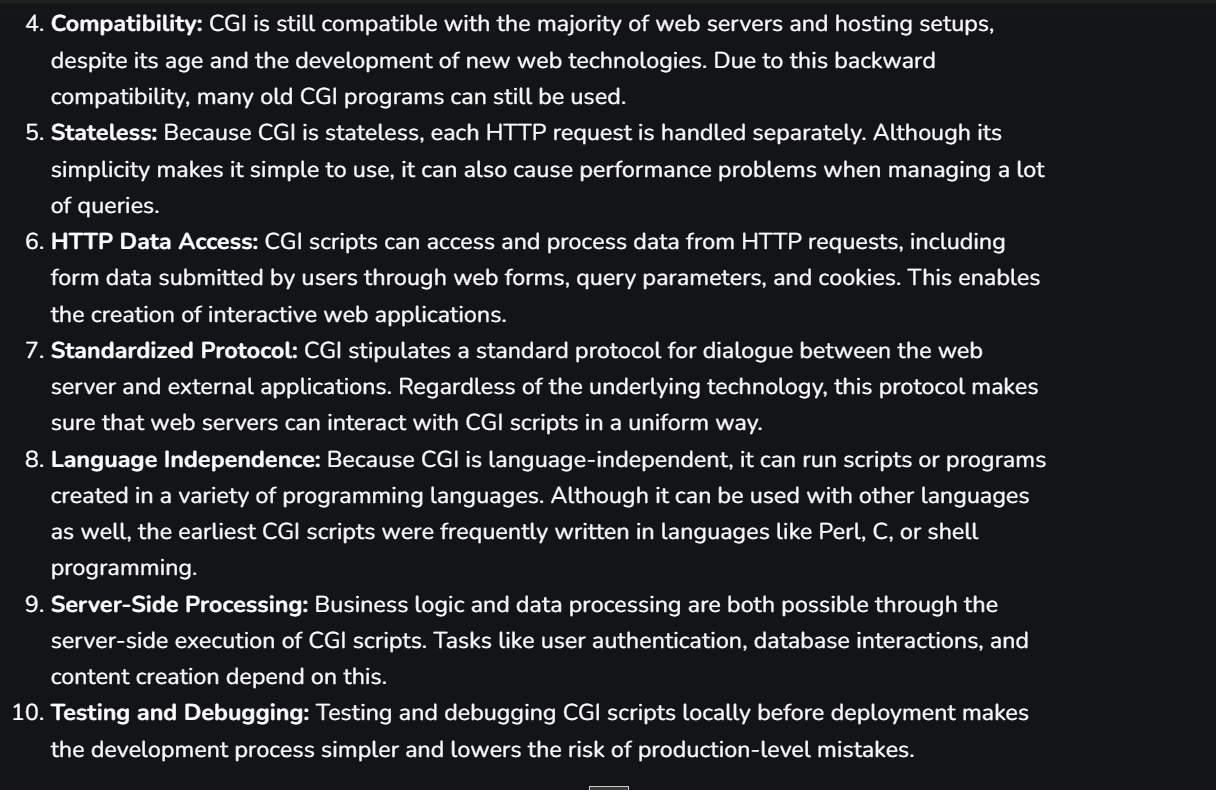 4. Compatibility: CGI is still compatible with the majority of web servers and hosting setups,
despite its age and the development of new web technologies. Due to this backward
compatibility, many old CGI programs can still be used.
5. Stateless: Because CGI is stateless, each HTTP request is handled separately. Although its
simplicity makes it simple to use, it can also cause performance problems when managing a lot
of queries.
6. HTTP Data Access: CGI scripts can access and process data from HTTP requests, including
form data submitted by users through web forms, query parameters, and cookies. This enables
the creation of interactive web applications.
7. Standardized Protocol: CGI stipulates a standard protocol for dialogue between the web
server and external applications. Regardless of the underlying technology, this protocol makes
sure that web servers can interact with CGI scripts in a uniform way.
8. Language Independence: Because CGI is language-independent, it can run scripts or programs
created in a variety of programming languages. Although it can be used with other languages
as well, the earliest CGI scripts were frequently written in languages like Perl, C, or shell
programming.
9. Server-Side Processing: Business logic and data processing are both possible through the
server-side execution of CGI scripts. Tasks like user authentication, database interactions, and
content creation depend on this.
10. Testing and Debugging: Testing and debugging CGI scripts locally before deployment makes
the development process simpler and lowers the risk of production-level mistakes.